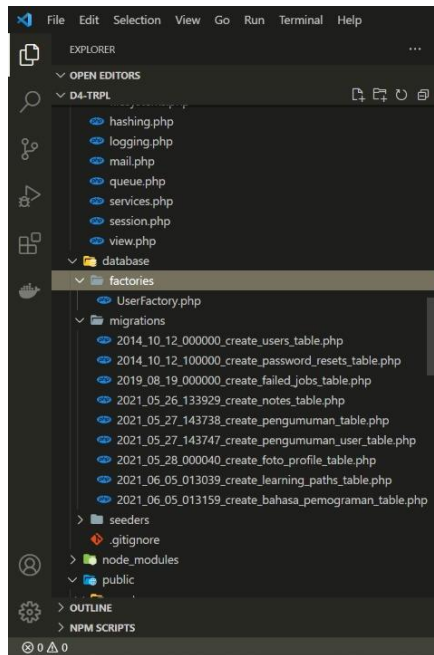 File Edit Selection View Go Run Terminal Help
EXPLORER
OPEN EDITORS
D4-TRPL
hashing.php
logging.php
mail.php
queue.php
services.php
session.php
view.php
database
factories
UserFactory.php
migrations
2014_10_12_000000_create_users_table.php
2014_10_12_100000_create_password_resets_table.php
2019_08_19_000000_create_failed_jobs_table.php
2021_05_26_133929_create_notes_table.php
2021_05_27_143738_create_pengumuman_table.php
2021_05_27_143747_create_pengumuman_user_table.php
2021_05_28_000040_create_foto_profile_table.php
2021_06_05_013039_create_learning_paths_table.php
2021_06_05_013159_create_bahasa_pemograman_table.php
seeders
.gitignore
node_modules
public
OUTLINE
NPM SCRIPTS
0 0